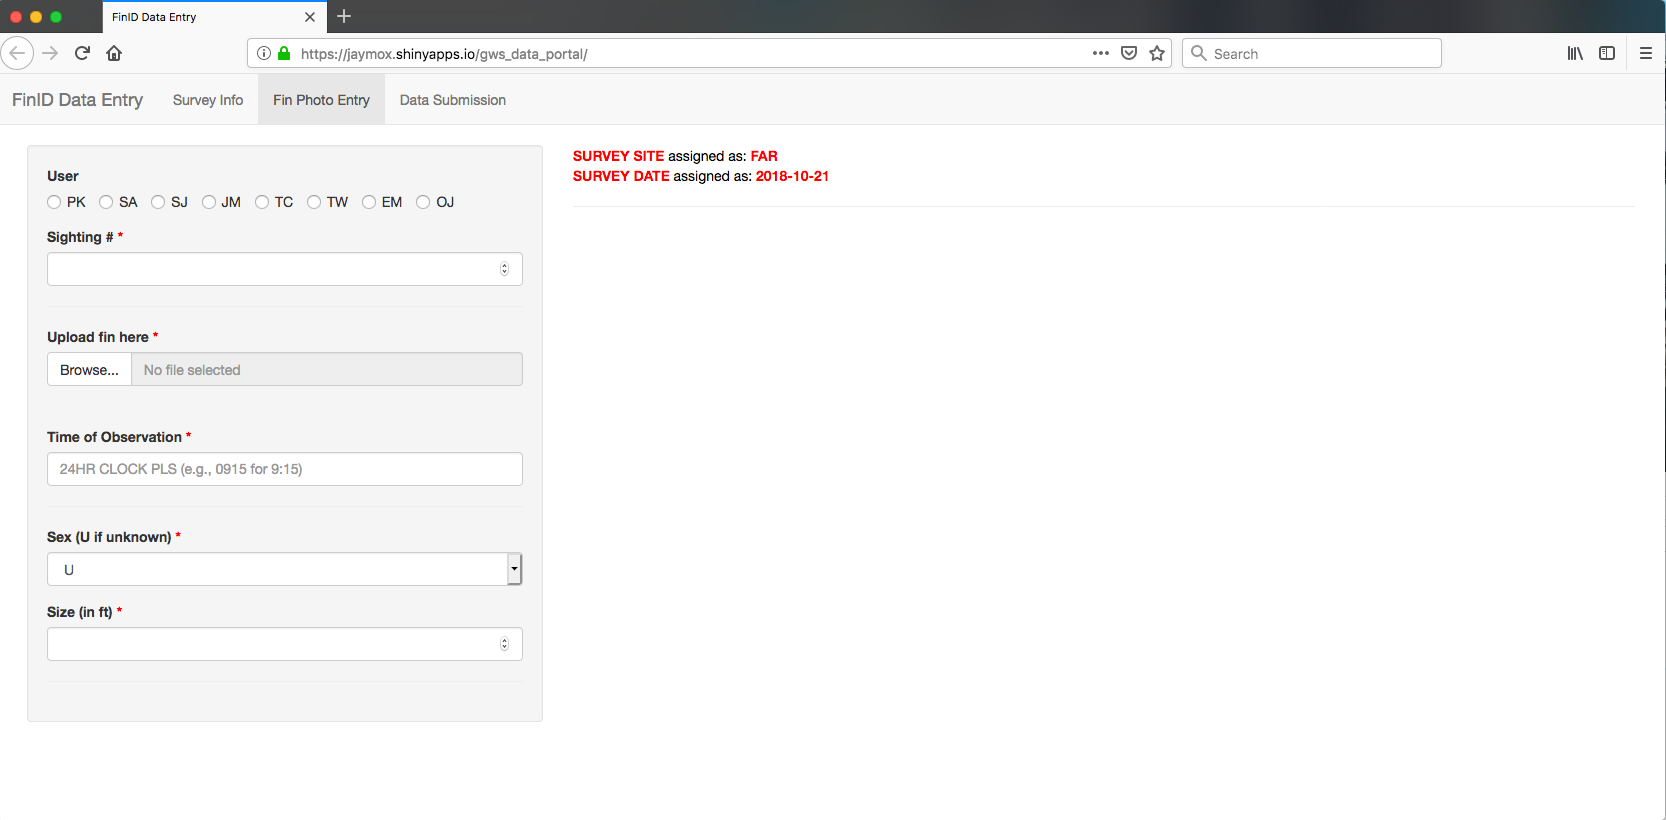 FinID Data Entry
https://jaymox.shinyapps.io/gws_data_portal/
Search
FinID Data Entry Survey Info Fin Photo Entry Data Submission
User
PK SA SJ JM TC TW EM OJ
Sighting # *
Upload fin here *
Browse... No file selected
Time of Observation *
24HR CLOCK PLS (e.g., 0915 for 9:15)
Sex (U if unknown) *
U
Size (in ft) *
SURVEY SITE assigned as: FAR
SURVEY DATE assigned as: 2018-10-21